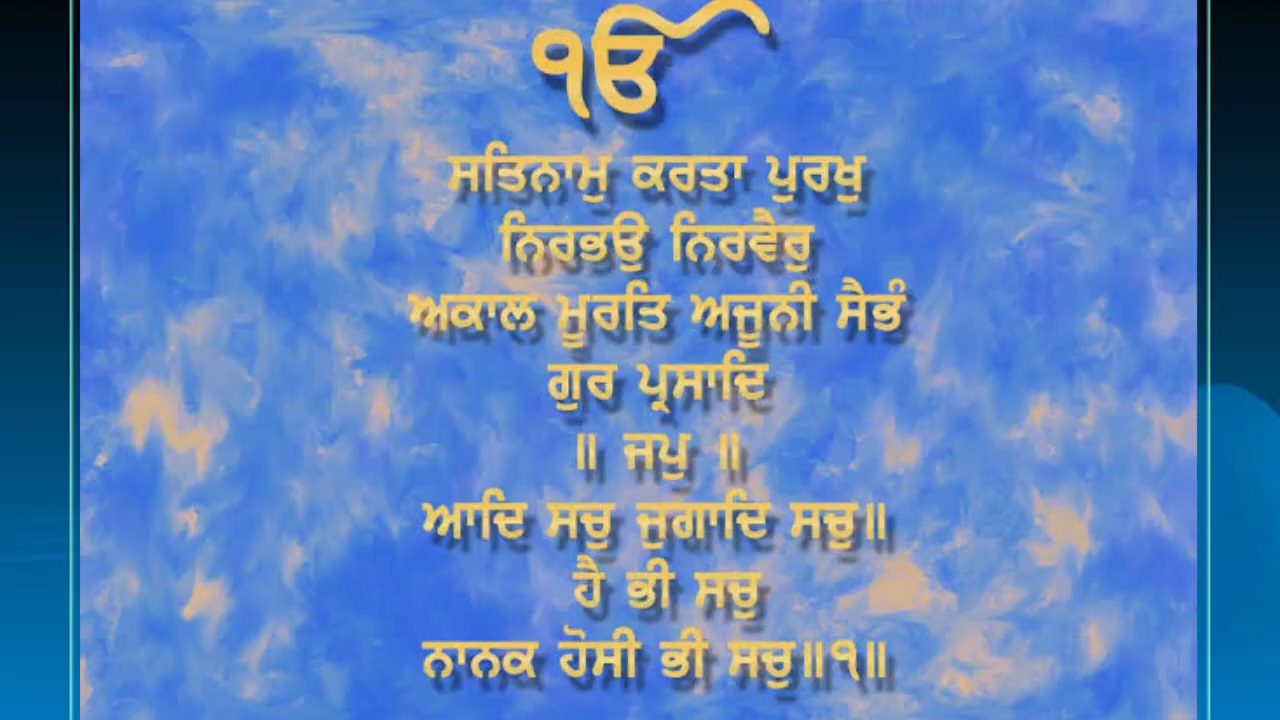 ੴ
ਸਤਿਨਾਮੁ ਕਰਤਾ ਪੁਰਖੁ
ਨਿਰਭਉ ਨਿਰਵੈਰੁ
ਅਕਾਲ ਮੂਰਤਿ ਅਜੂਨੀ ਸੈਭੰ
ਗੁਰ ਪ੍ਰਸਾਦਿ
॥ ਜਪੁ ॥
ਆਦਿ ਸਚੁ ਜੁਗਾਦਿ ਸਚੁ॥
ਹੈ ਭੀ ਸਚੁ
ਨਾਨਕ ਹੋਸੀ ਭੀ ਸਚੁ॥੧॥